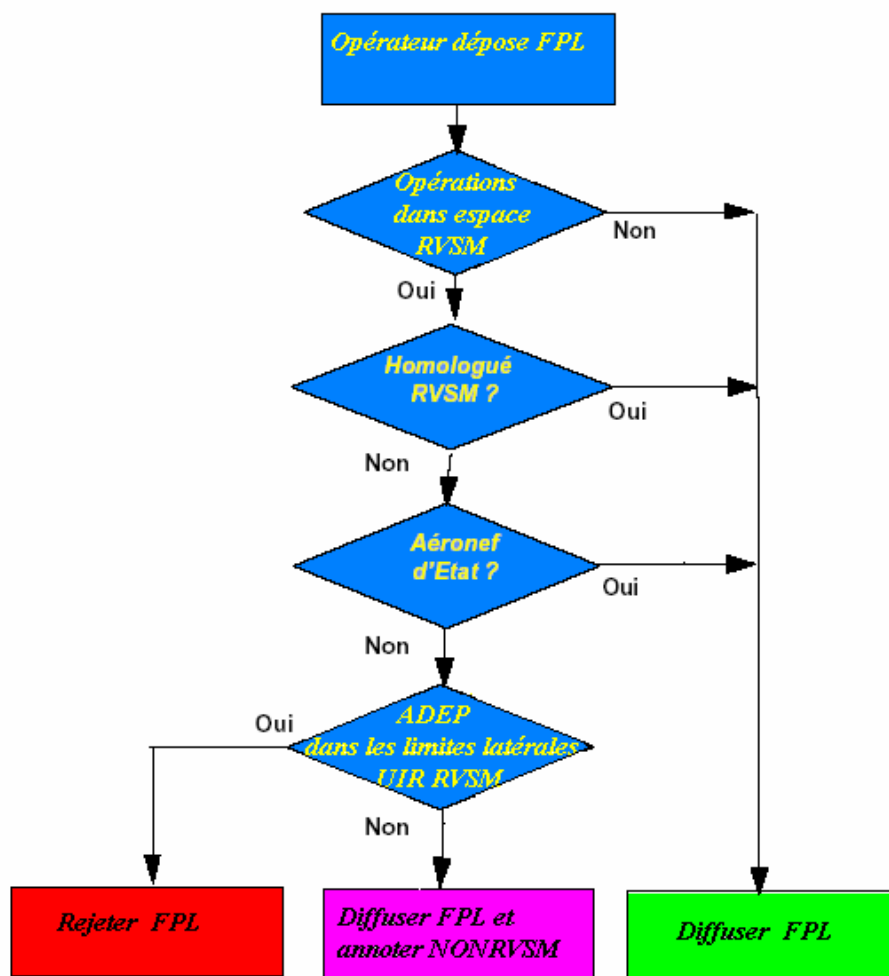 Opérateur dépose FPL
Opérations
dans espace
RVSM
Non
Oui
Homologué
RVSM ?
Oui
Non
Aéronef
d'Etat ?
Oui
Non
Oui
ADEP
dans les limites latérales
UIR RVSM
Non
Rejeter FPL
Diffuser FPL et
annoter NONRVSM
Diffuser FPL